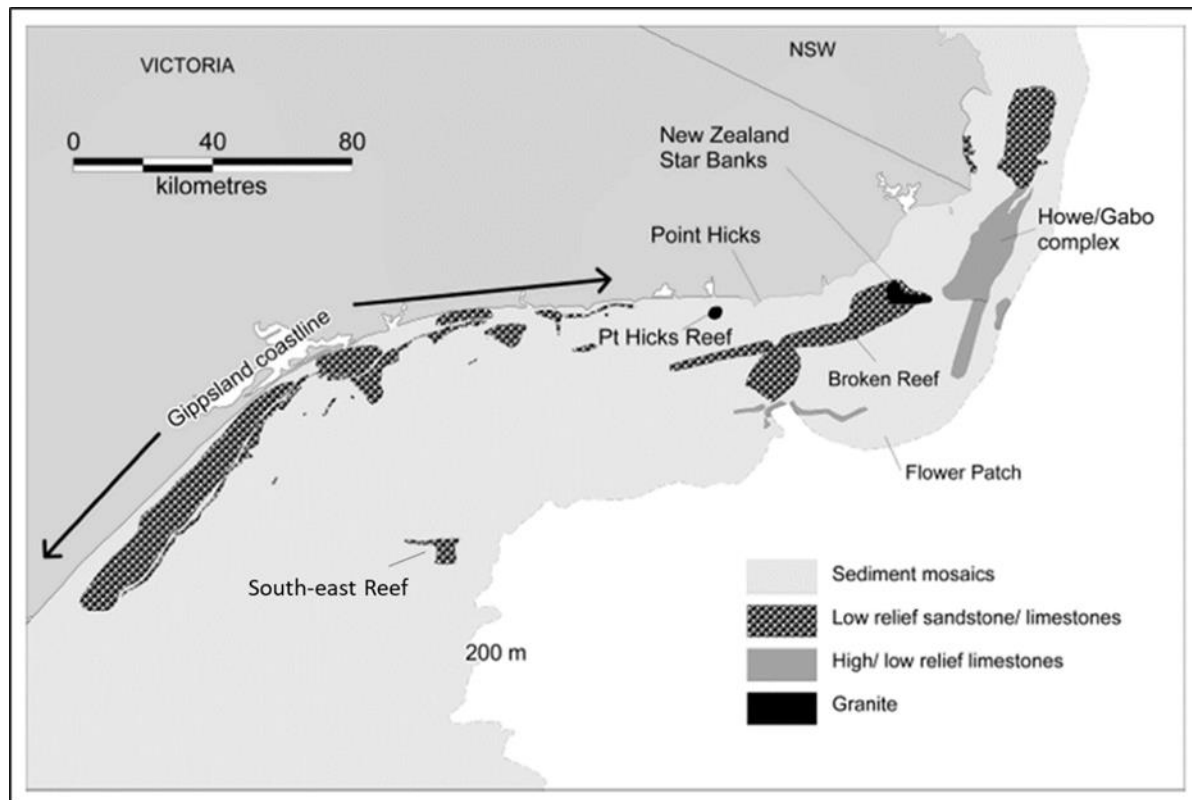 VICTORIA
NSW
0 40 80
kilometres
New Zealand
Star Banks
Howe/Gabo
complex
Point Hicks
Gippsland coastline
Pt Hicks Reef
Broken Reef
Flower Patch
South-east Reef
200 m
Sediment mosaics
Low relief sandstone/ limestones
High/ low relief limestones
Granite